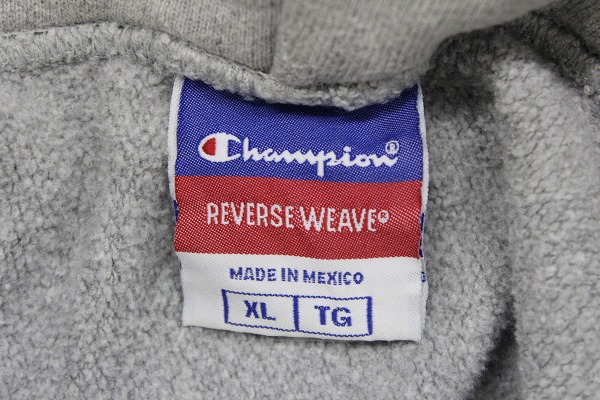 Champion®
REVERSE WEAVE®
MADE IN MEXICO
XL TG